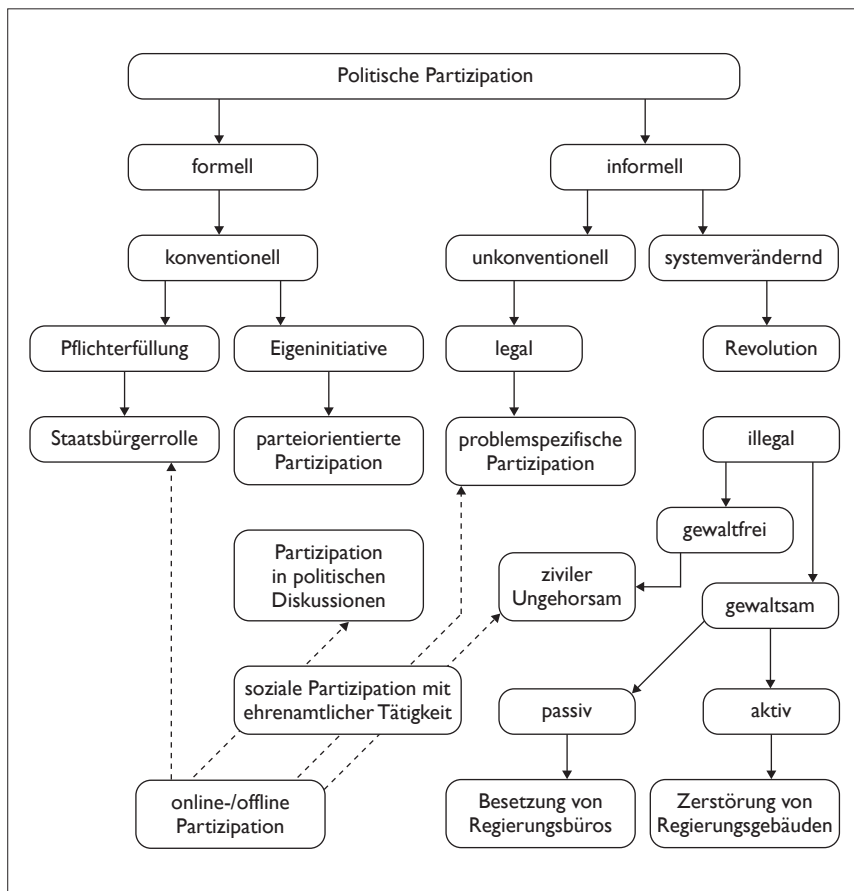 Politische Partizipation
formell
informell
konventionell
unkonventionell
systemverändernd
Pflichterfüllung
Eigeninitiative
legal
Revolution
Staatsbürgerrolle
parteiorientierte
Partizipation
problemspezifische
Partizipation
illegal
gewaltfrei
Partizipation
in politischen
Diskussionen
ziviler
Ungehorsam
gewaltsam
soziale Partizipation mit
ehrenamtlicher Tätigkeit
passiv
aktiv
online-/offline
Partizipation
Besetzung von
Regierungsbüros
Zerstörung von
Regierungsgebäuden